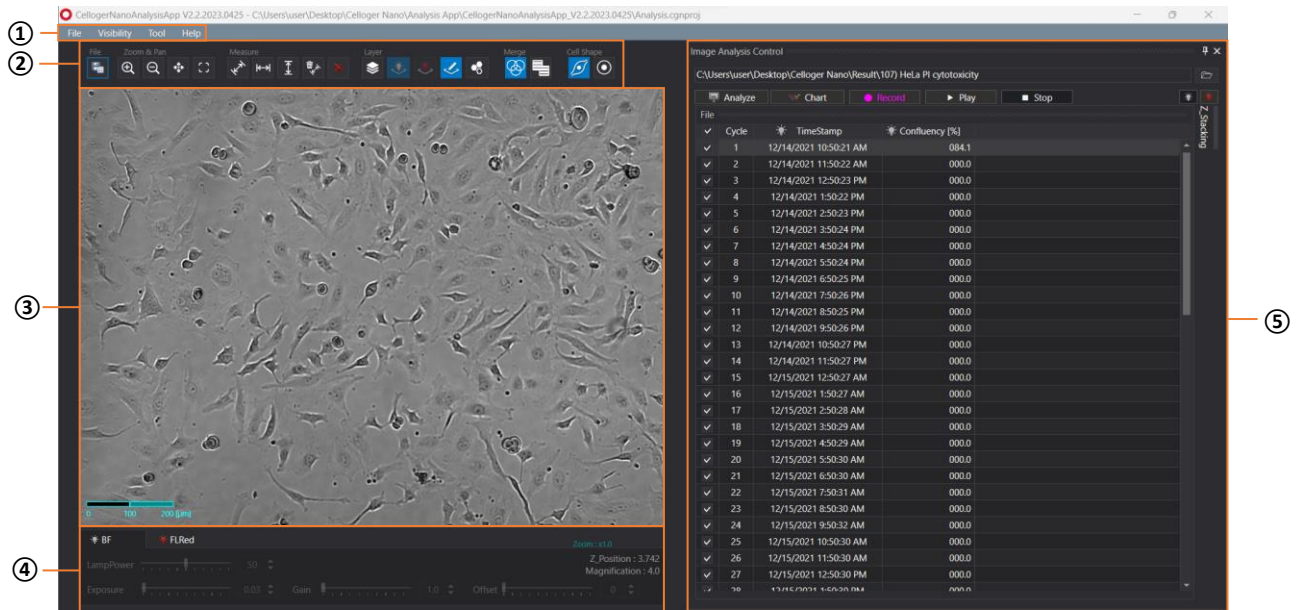 CellogerNanoAnalysisApp V2.2.2023.0425 - C:\Users\user\Desktop\Celloger Nano\Analysis App\CellogerNanoAnalysisApp_V2.2.2023.0425\Analysis.cgnproj
① File Visibility Tool Help
② File Zoom & Pan Measure Layer Merge Cell Shape
③
0 100 200 [µm]
④
BF FLRed
Zoom : x1.0
Z_Position : 3.742
LampPower 50
Magnification : 4.0
Exposure 0.03 Gain 1.0 Offset 0
⑤
Image Analysis Control
C:\Users\user\Desktop\Celloger Nano\Result\107) HeLa PI cytotoxicity
Analyze Chart Record Play Stop
Z_Stacking
File
Cycle TimeStamp Confluency [%]
1 12/14/2021 10:50:21 AM 084.1
2 12/14/2021 11:50:22 AM 000.0
3 12/14/2021 12:50:23 PM 000.0
4 12/14/2021 1:50:22 PM 000.0
5 12/14/2021 2:50:23 PM 000.0
6 12/14/2021 3:50:24 PM 000.0
7 12/14/2021 4:50:24 PM 000.0
8 12/14/2021 5:50:24 PM 000.0
9 12/14/2021 6:50:25 PM 000.0
10 12/14/2021 7:50:26 PM 000.0
11 12/14/2021 8:50:25 PM 000.0
12 12/14/2021 9:50:26 PM 000.0
13 12/14/2021 10:50:27 PM 000.0
14 12/14/2021 11:50:27 PM 000.0
15 12/15/2021 12:50:27 AM 000.0
16 12/15/2021 1:50:27 AM 000.0
17 12/15/2021 2:50:28 AM 000.0
18 12/15/2021 3:50:29 AM 000.0
19 12/15/2021 4:50:29 AM 000.0
20 12/15/2021 5:50:30 AM 000.0
21 12/15/2021 6:50:30 AM 000.0
22 12/15/2021 7:50:31 AM 000.0
23 12/15/2021 8:50:30 AM 000.0
24 12/15/2021 9:50:32 AM 000.0
25 12/15/2021 10:50:30 AM 000.0
26 12/15/2021 11:50:30 AM 000.0
27 12/15/2021 12:50:30 PM 000.0
28 12/15/2021 1:50:30 PM 000.0